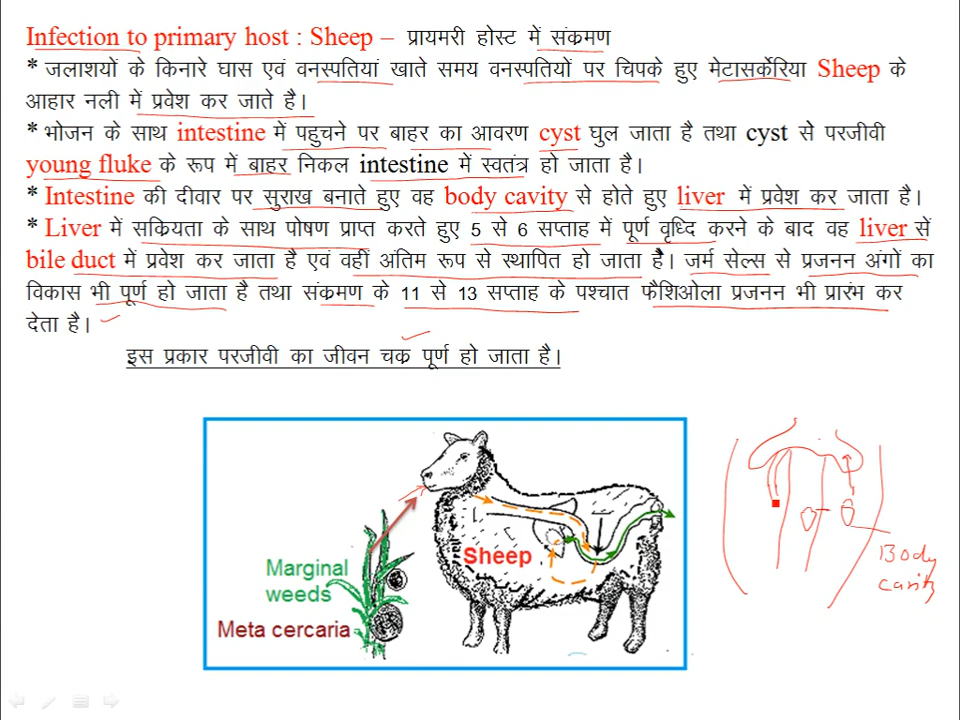 Infection to primary host : Sheep – प्रायमरी होस्ट में संक्रमण
* जलाशयों के किनारे घास एवं वनस्पतियां खाते समय वनस्पतियों पर चिपके हुए मेटासर्केरिया Sheep के
आहार नली में प्रवेश कर जाते है।
* भोजन के साथ intestine में पहुचने पर बाहर का आवरण cyst घुल जाता है तथा cyst से परजीवी
young fluke के रूप में बाहर निकल intestine में स्वतंत्र हो जाता है।
* Intestine की दीवार पर सुराख बनाते हुए वह body cavity से होते हुए liver में प्रवेश कर जाता है।
* Liver में सक्रियता के साथ पोषण प्राप्त करते हुए 5 से 6 सप्ताह में पूर्ण वृध्दि करने के बाद वह liver सें
bile duct में प्रवेश कर जाता है एवं वहीं अंतिम रूप से स्थापित हो जाता है। जर्म सेल्स से प्रजनन अंगों का
विकास भी पूर्ण हो जाता है तथा संक्रमण के 11 से 13 सप्ताह के पश्चात फैशिओला प्रजनन भी प्रारंभ कर
देता है।
इस प्रकार परजीवी का जीवन चक्र पूर्ण हो जाता है।
Sheep
Marginal
weeds
Meta cercaria
Body
cavity